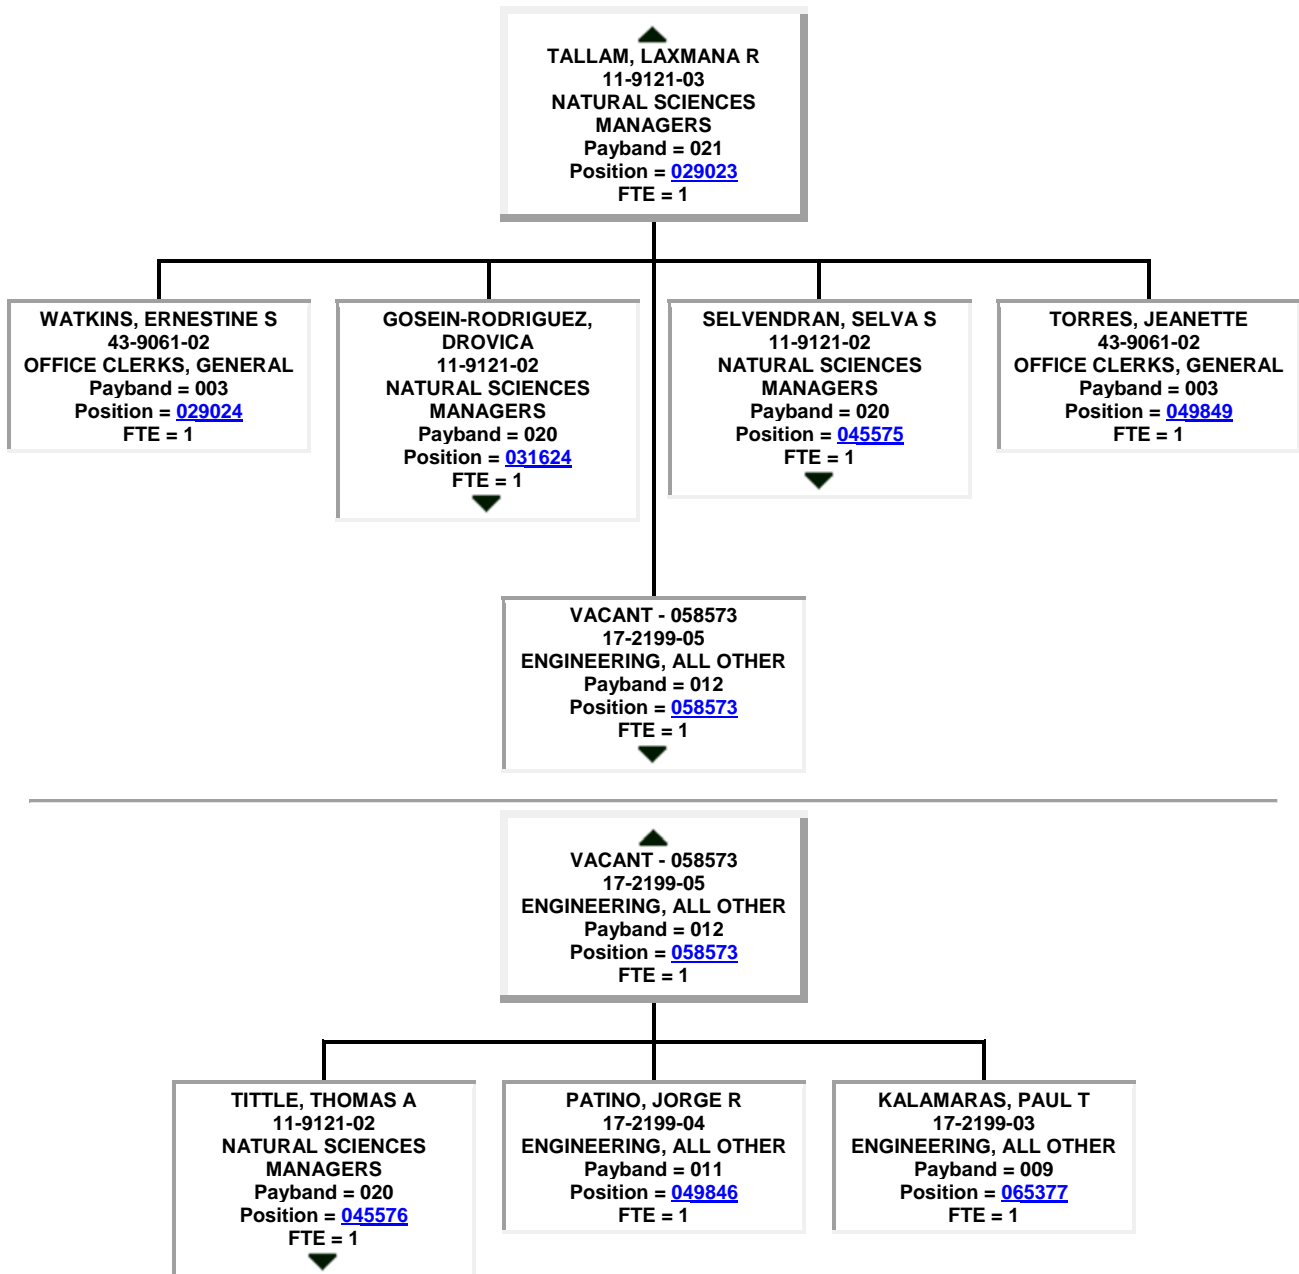 TALLAM, LAXMANA R
11-9121-03
NATURAL SCIENCES
MANAGERS
Payband = 021
Position = 029023
FTE = 1
WATKINS, ERNESTINE S
43-9061-02
OFFICE CLERKS, GENERAL
Payband = 003
Position = 029024
FTE = 1
GOSEIN-RODRIGUEZ,
DROVICA
11-9121-02
NATURAL SCIENCES
MANAGERS
Payband = 020
Position = 031624
FTE = 1
SELVENDRAN, SELVA S
11-9121-02
NATURAL SCIENCES
MANAGERS
Payband = 020
Position = 045575
FTE = 1
TORRES, JEANETTE
43-9061-02
OFFICE CLERKS, GENERAL
Payband = 003
Position = 049849
FTE = 1
VACANT - 058573
17-2199-05
ENGINEERING, ALL OTHER
Payband = 012
Position = 058573
FTE = 1
VACANT - 058573
17-2199-05
ENGINEERING, ALL OTHER
Payband = 012
Position = 058573
FTE = 1
TITTLE, THOMAS A
11-9121-02
NATURAL SCIENCES
MANAGERS
Payband = 020
Position = 045576
FTE = 1
PATINO, JORGE R
17-2199-04
ENGINEERING, ALL OTHER
Payband = 011
Position = 049846
FTE = 1
KALAMARAS, PAUL T
17-2199-03
ENGINEERING, ALL OTHER
Payband = 009
Position = 065377
FTE = 1